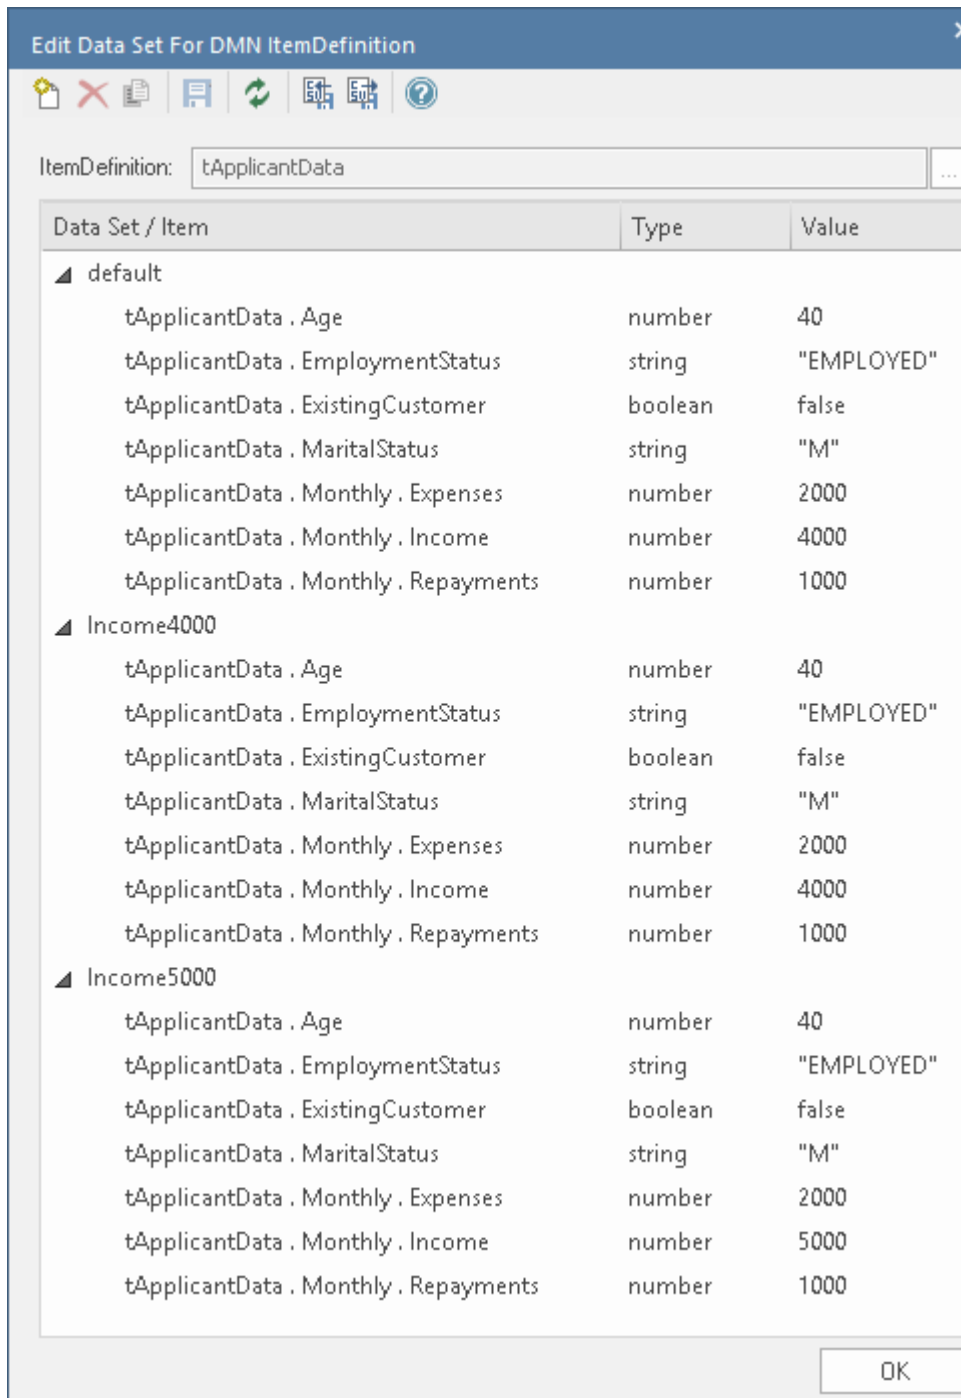 Edit Data Set For DMN ItemDefinition
ItemDefinition: tApplicantData ...
Data Set / Item Type Value
default
tApplicantData . Age number 40
tApplicantData . EmploymentStatus string "EMPLOYED"
tApplicantData . ExistingCustomer boolean false
tApplicantData . MaritalStatus string "M"
tApplicantData . Monthly . Expenses number 2000
tApplicantData . Monthly . Income number 4000
tApplicantData . Monthly . Repayments number 1000
Income4000
tApplicantData . Age number 40
tApplicantData . EmploymentStatus string "EMPLOYED"
tApplicantData . ExistingCustomer boolean false
tApplicantData . MaritalStatus string "M"
tApplicantData . Monthly . Expenses number 2000
tApplicantData . Monthly . Income number 4000
tApplicantData . Monthly . Repayments number 1000
Income5000
tApplicantData . Age number 40
tApplicantData . EmploymentStatus string "EMPLOYED"
tApplicantData . ExistingCustomer boolean false
tApplicantData . MaritalStatus string "M"
tApplicantData . Monthly . Expenses number 2000
tApplicantData . Monthly . Income number 5000
tApplicantData . Monthly . Repayments number 1000
OK